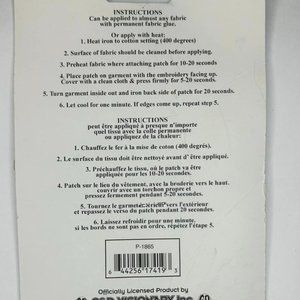 INSTRUCTIONS
Can be applied to almost any fabric
with permanent fabric glue.
Or apply with heat:
1. Heat iron to cotton setting (400 degrees)
2. Surface of fabric should be cleaned before applying.
3. Preheat fabric where attaching patch for 10-20 seconds
4. Place patch on garment with the embroidery facing up.
Cover with a clean cloth & press firmly for 5-20 seconds.
5. Turn garment inside out and iron back side of patch for 20 seconds.
6. Let cool for one minute. If edges come up, repeat step 5.
INSTRUCTIONS
peut être appliqué à presque n'importe
quel tissu avec la colle permanente
ou appliquez de la chaleur:
1. Chauffez le fer à la mise de coton (400 degrés).
2. Le surface du tissu doit être nettoyé avant d' être appliqué.
3. Préchauffez le tissu, où le patch va être
appliquée pour les 10-20 seconds.
4. Patch sur le lieu du vêtement, avec la broderie vers le haut.
couvrir avec un torchon propre et
pressez fermement pendant 5-20 secondes.
5. Tournez le garment à l'extérieur
et repassez le verso du patch pendant 20 secondes.
6. Laissez refroidir pour une minute,
si les bords ne sont pas en ordre, répétez la étape 5.
P-1865
6 44256 17419 3
Officially Licensed Product by